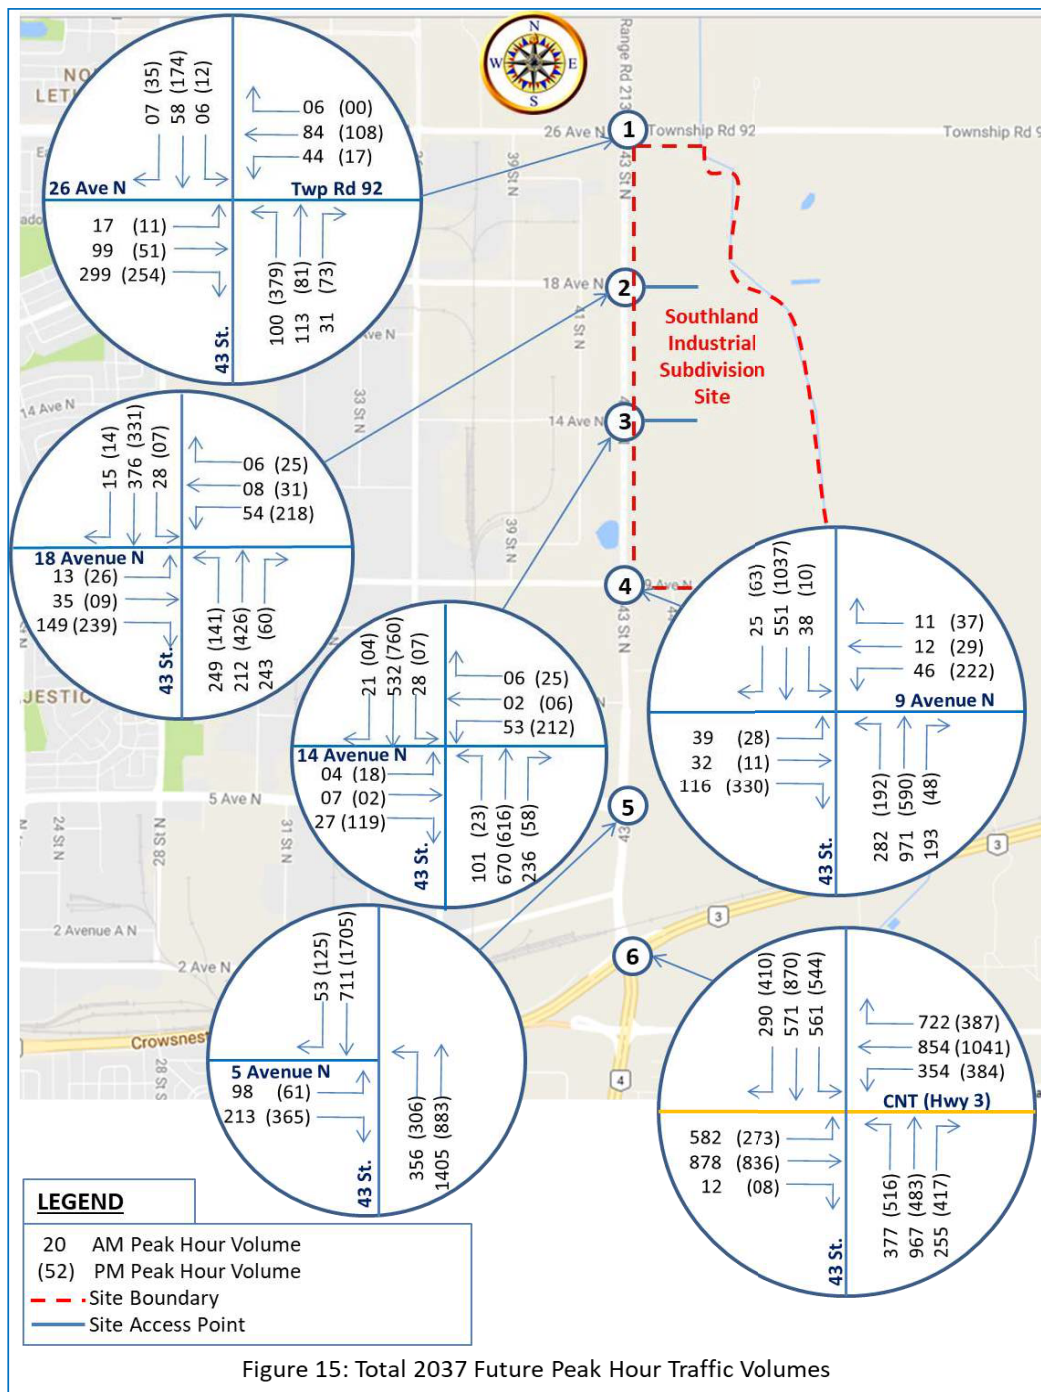 N
W E
S
Range Rd 213
26 Ave N
Township Rd 92
Township Rd 9
43 St N
39 St N
18 Ave N
41 St N
Southland
Industrial
Subdivision
Site
14 Ave N
14 Ave N
33 St N
39 St N
9 Ave N
43 St N
5 Ave N
24 St N
28 St N
31 St N
2 Avenue A N
2 Ave N
Crowsnest
28 St
3
3
4
1
2
3
4
5
6
07 (35)
58 (174)
06 (12)
06 (00)
84 (108)
44 (17)
26 Ave N
Twp Rd 92
17 (11)
99 (51)
299 (254)
43 St.
100 (379)
113 (81)
31 (73)
15 (14)
376 (331)
28 (07)
06 (25)
08 (31)
54 (218)
18 Avenue N
13 (26)
35 (09)
149 (239)
43 St.
249 (141)
212 (426)
243 (60)
21 (04)
532 (760)
28 (07)
06 (25)
02 (06)
53 (212)
14 Avenue N
04 (18)
07 (02)
27 (119)
43 St.
101 (23)
670 (616)
236 (58)
25 (63)
551 (1037)
38 (10)
11 (37)
12 (29)
46 (222)
9 Avenue N
39 (28)
32 (11)
116 (330)
43 St.
282 (192)
971 (590)
193 (48)
53 (125)
711 (1705)
5 Avenue N
98 (61)
213 (365)
43 St.
356 (306)
1405 (883)
290 (410)
571 (870)
561 (544)
722 (387)
854 (1041)
354 (384)
CNT (Hwy 3)
582 (273)
878 (836)
12 (08)
43 St.
377 (516)
967 (483)
255 (417)
LEGEND
20 AM Peak Hour Volume
(52) PM Peak Hour Volume
Site Boundary
Site Access Point
Figure 15: Total 2037 Future Peak Hour Traffic Volumes